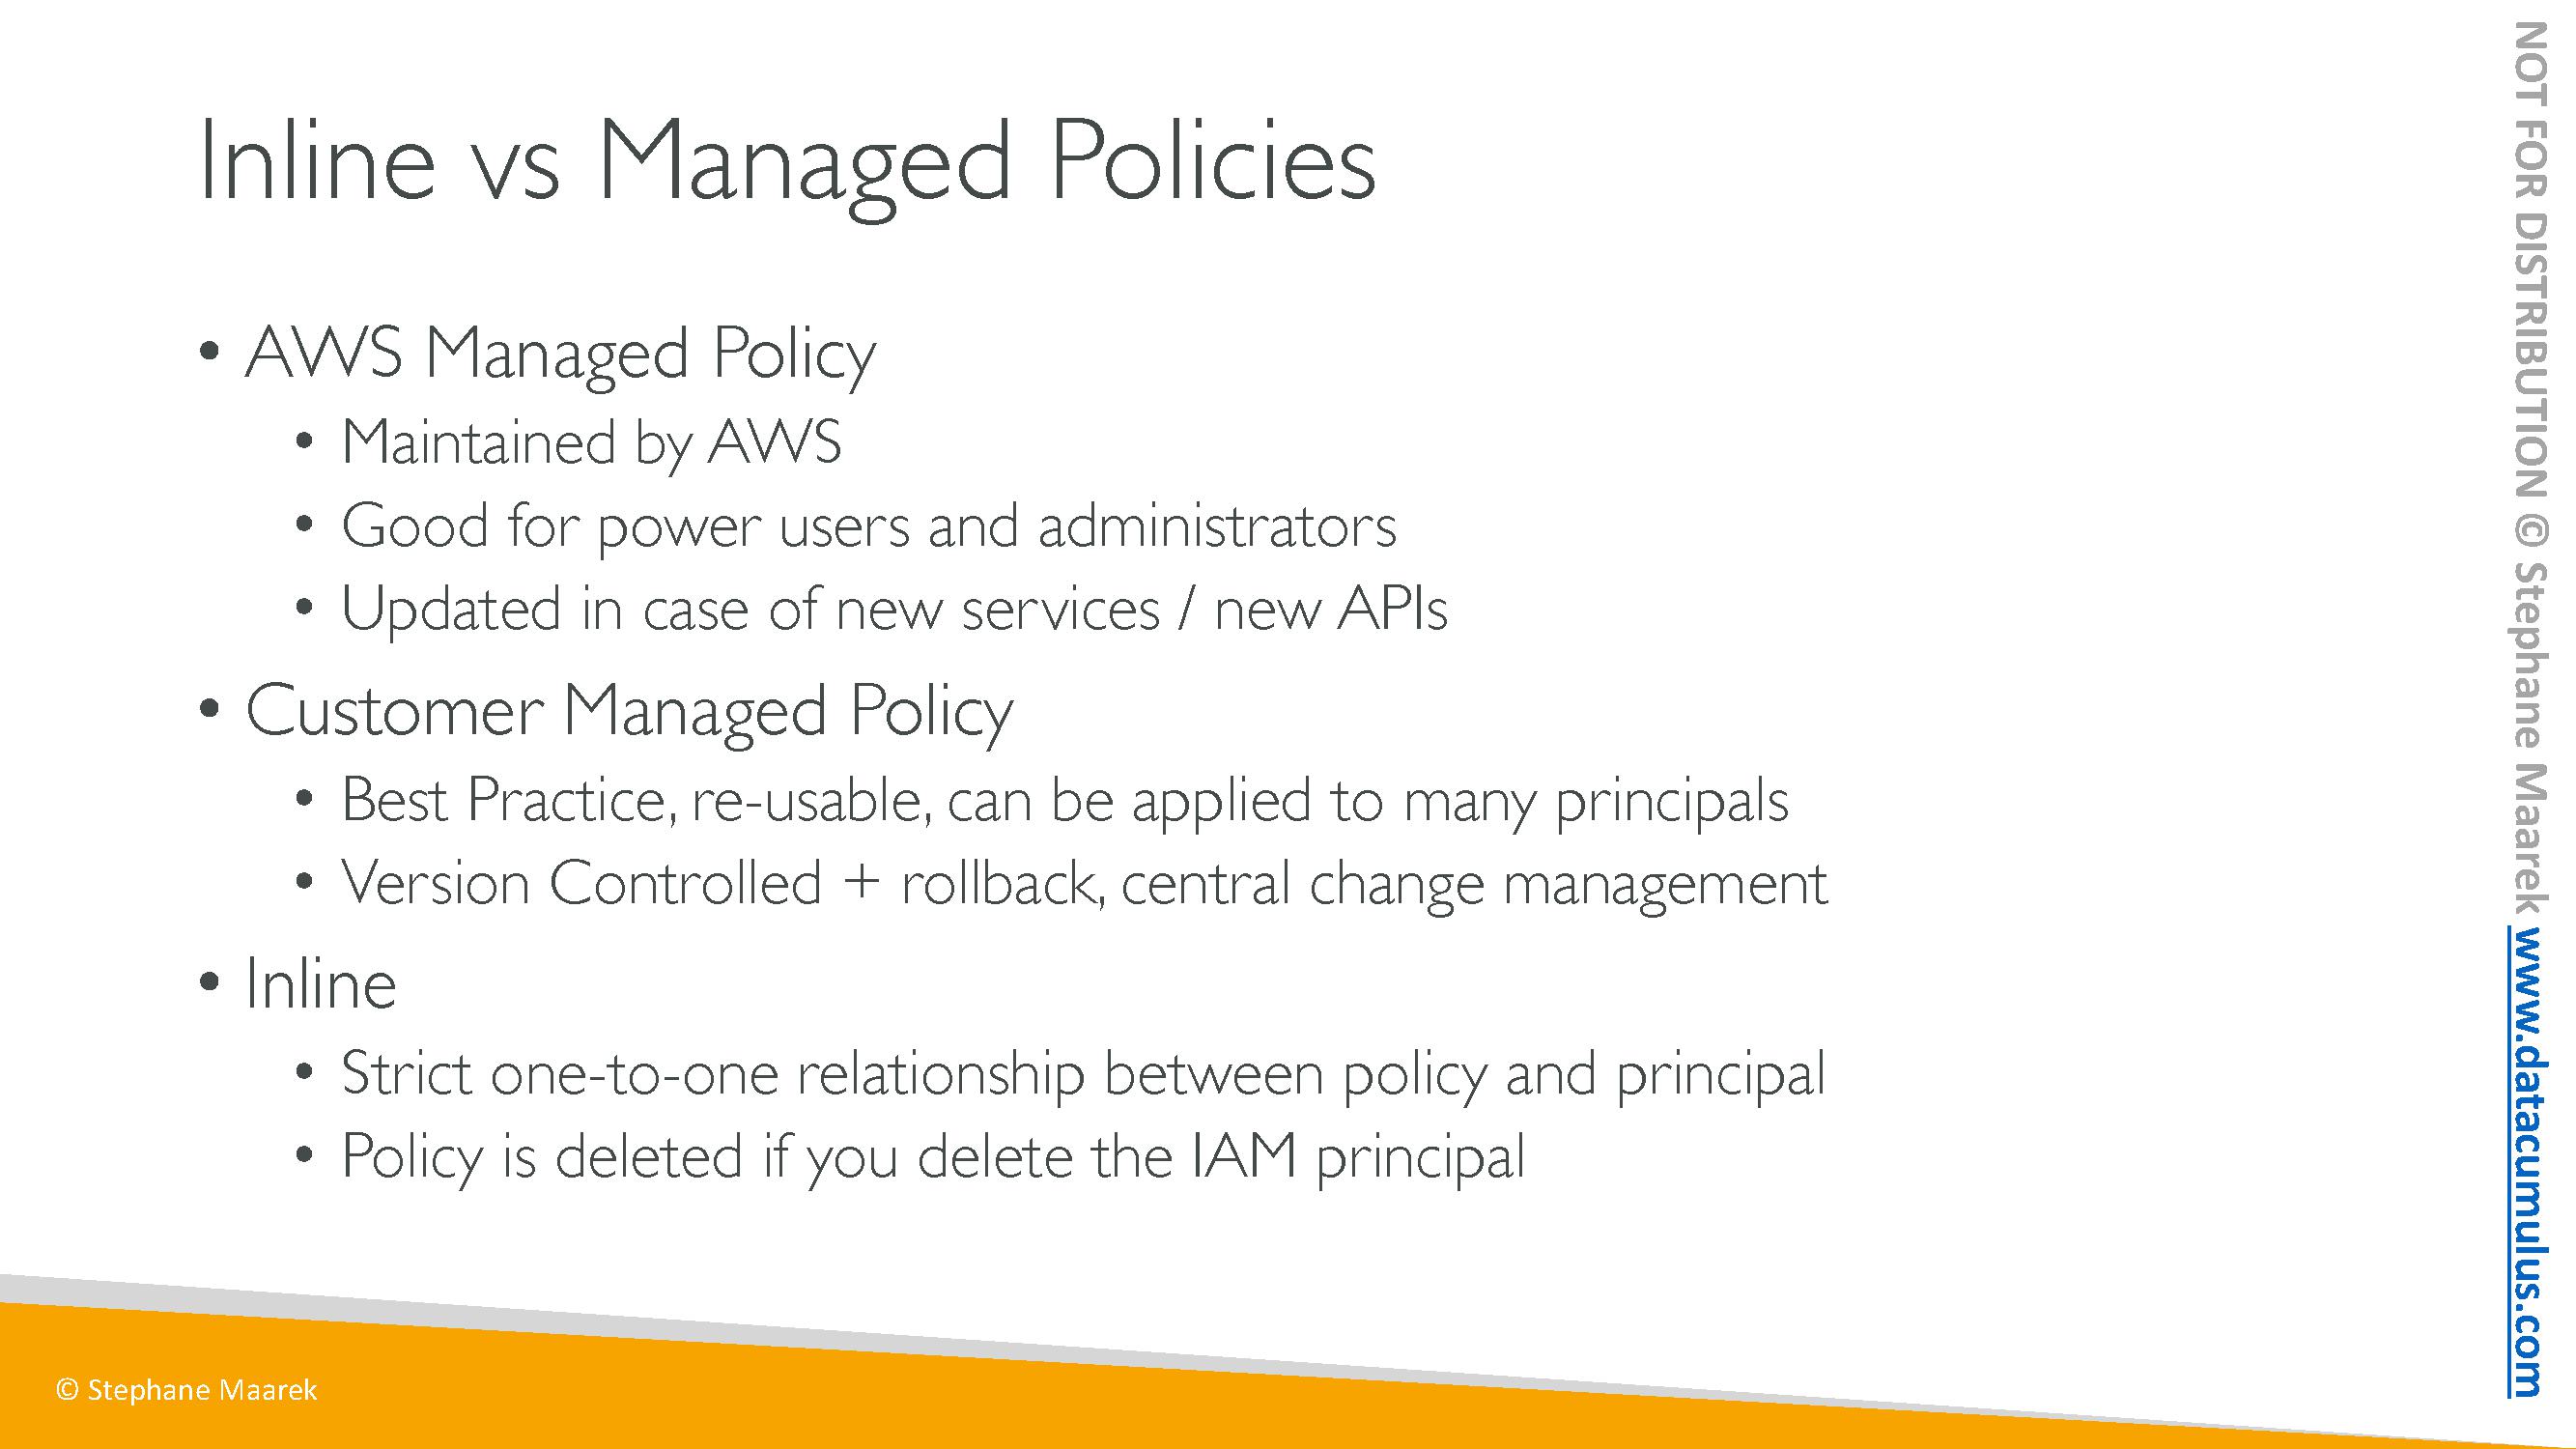 Inline vs Managed Policies
• AWS Managed Policy
• Maintained by AWS
• Good for power users and administrators
• Updated in case of new services / new APIs
• Customer Managed Policy
• Best Practice, re-usable, can be applied to many principals
• Version Controlled + rollback, central change management
• Inline
• Strict one-to-one relationship between policy and principal
• Policy is deleted if you delete the IAM principal
© Stephane Maarek
NOT FOR DISTRIBUTION © Stephane Maarek www.datacumulus.com